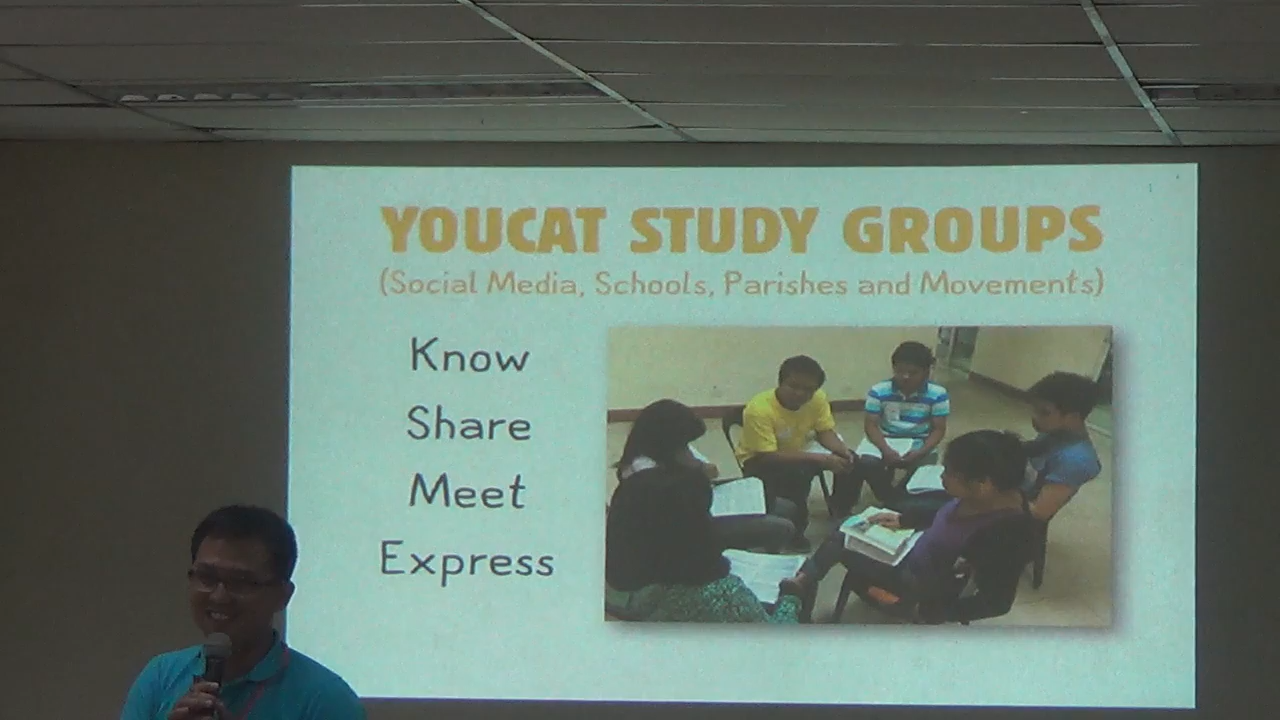 YOUCAT STUDY GROUPS
(Social Media, Schools, Parishes and Movements)
Know
Share
Meet
Express